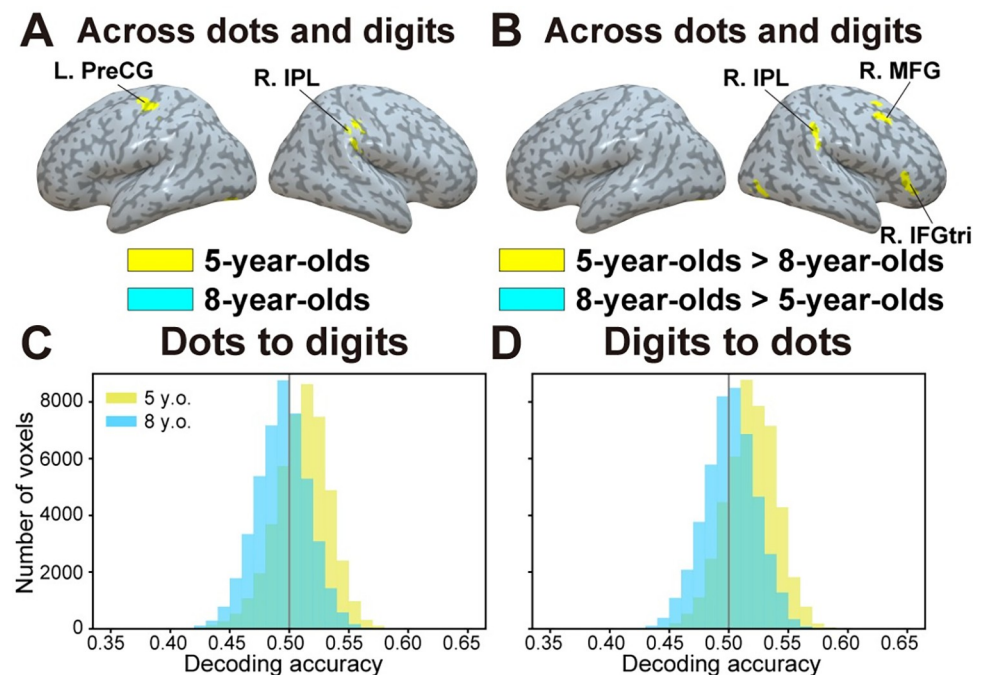 A Across dots and digits
L. PreCG
R. IPL
5-year-olds
8-year-olds
B Across dots and digits
R. IPL
R. MFG
R. IFGtri
5-year-olds > 8-year-olds
8-year-olds > 5-year-olds
C Dots to digits
Number of voxels
8000
6000
4000
2000
0
5 y.o.
8 y.o.
0.35 0.40 0.45 0.50 0.55 0.60 0.65
Decoding accuracy
D Digits to dots
0.35 0.40 0.45 0.50 0.55 0.60 0.65
Decoding accuracy